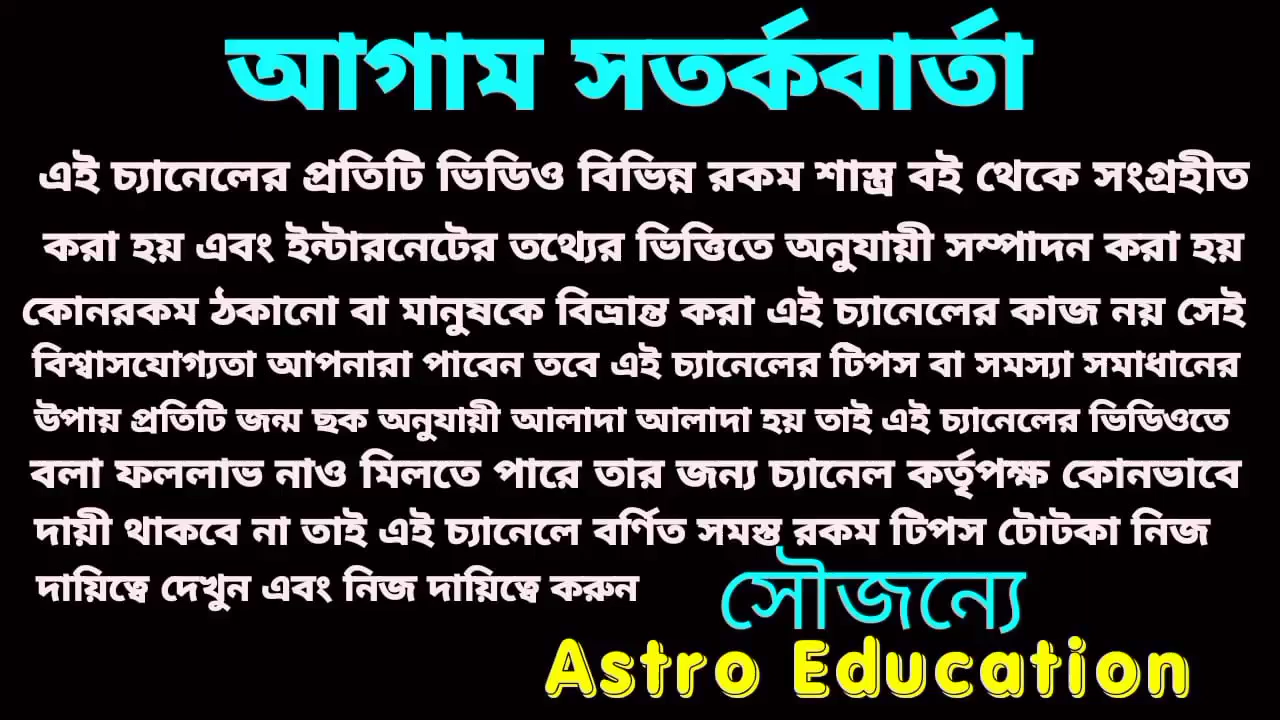 আগাম সতর্কবার্তা
এই চ্যানেলের প্রতিটি ভিডিও বিভিন্ন রকম শাস্ত্র বই থেকে সংগ্রহীত
করা হয় এবং ইন্টারনেটের তথ্যের ভিত্তিতে অনুযায়ী সম্পাদন করা হয়
কোনরকম ঠকানো বা মানুষকে বিভ্রান্ত করা এই চ্যানেলের কাজ নয় সেই
বিশ্বাসযোগ্যতা আপনারা পাবেন তবে এই চ্যানেলের টিপস বা সমস্যা সমাধানের
উপায় প্রতিটি জন্ম ছক অনুযায়ী আলাদা আলাদা হয় তাই এই চ্যানেলের ভিডিওতে
বলা ফললাভ নাও মিলতে পারে তার জন্য চ্যানেল কর্তৃপক্ষ কোনভাবে
দায়ী থাকবে না তাই এই চ্যানেলে বর্ণিত সমস্ত রকম টিপস টোটকা নিজ
দায়িত্বে দেখুন এবং নিজ দায়িত্বে করুন
সৌজন্যে
Astro Education